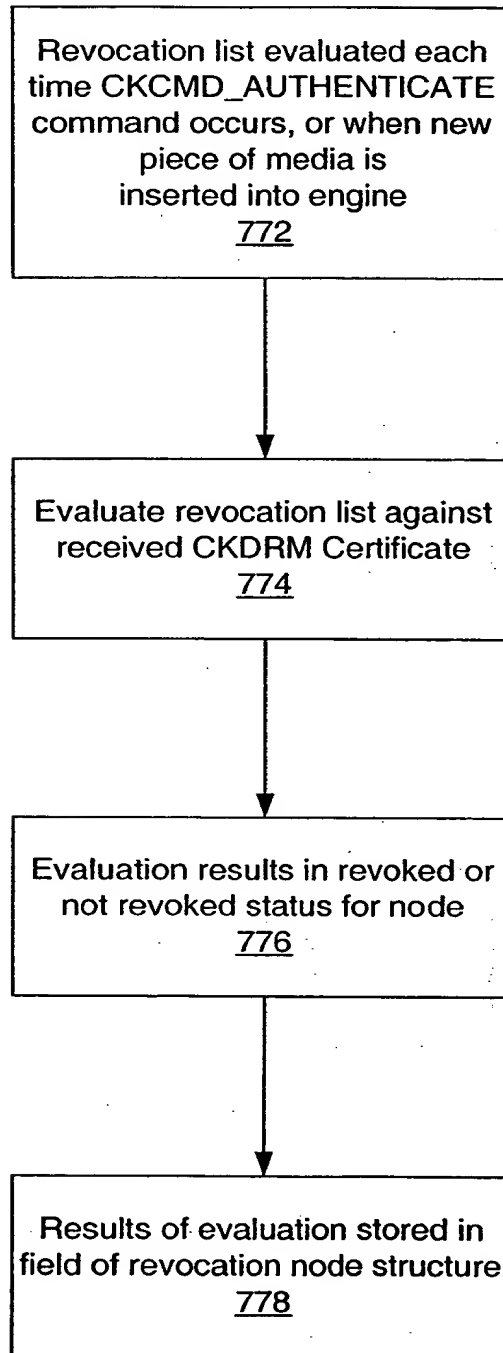 Revocation list evaluated each
time CKCMD_AUTHENTICATE
command occurs, or when new
piece of media is
inserted into engine
772
Evaluate revocation list against
received CKDRM Certificate
774
Evaluation results in revoked or
not revoked status for node
776
Results of evaluation stored in
field of revocation node structure
778